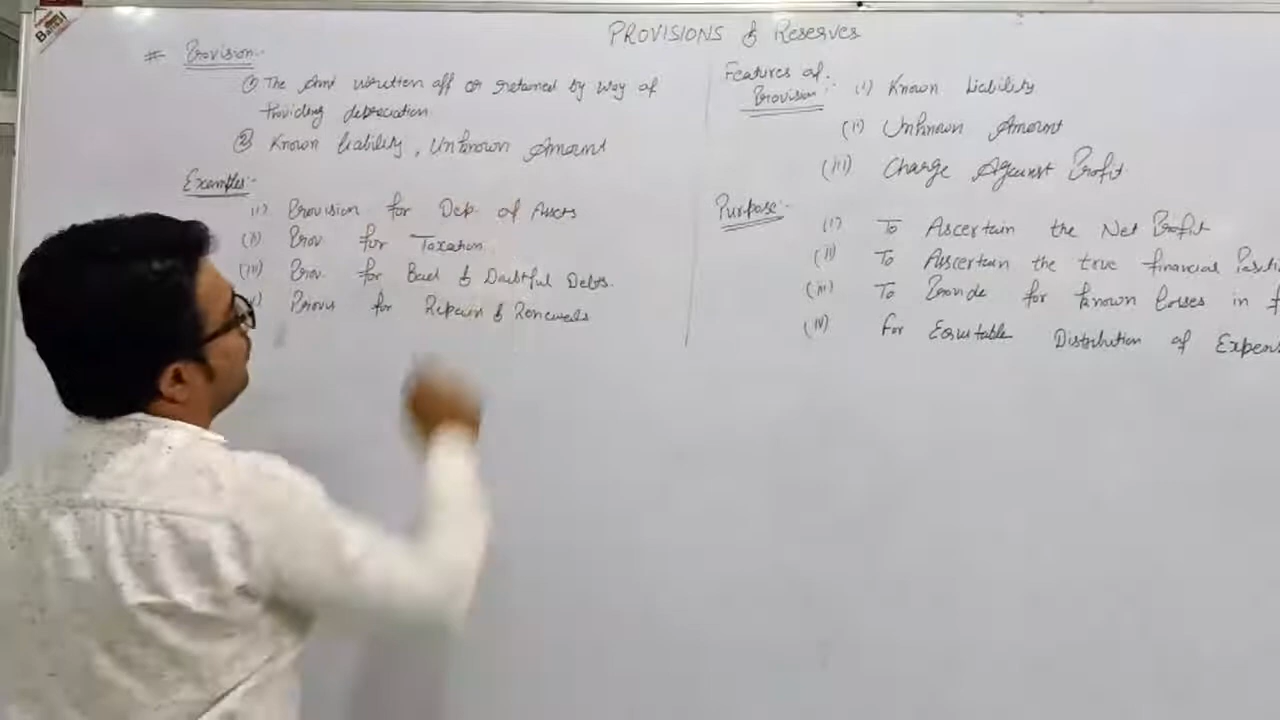 PROVISIONS & Reserves
# Provision:-
① The Amt written off or retained by way of
Providing depreciation.
② Known liability, Unknown Amount
Examples:-
(i) Provision for Dep. of Assets
(ii) Prov for Taxation
(iii) Prov. for Bad & Doubtful Debts.
for Repairs & Renewals
Features of
Provision:-
(i) Known Liability
(ii) Unknown Amount
(iii) Charge Against Profit
Purpose:-
(i) To Ascertain the Net Profit
(ii) To Ascertain the true financial Positi
(iii) To Provide for known losses in f
(iv) For Equitable Distribution of Expens